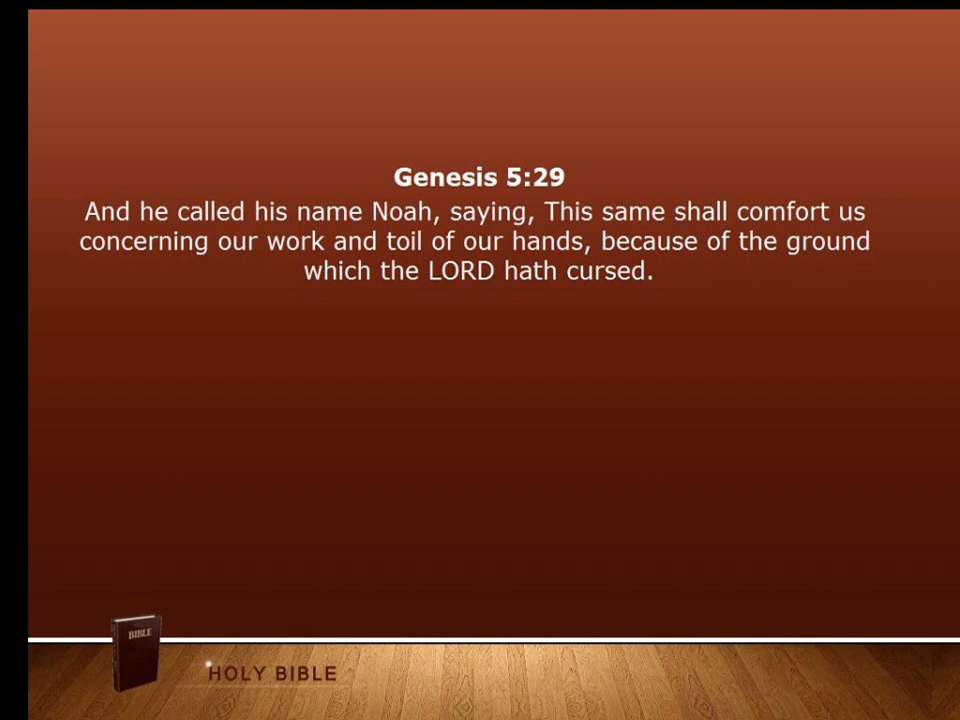 Genesis 5:29
And he called his name Noah, saying, This same shall comfort us
concerning our work and toil of our hands, because of the ground
which the LORD hath cursed.
BIBLE
HOLY BIBLE